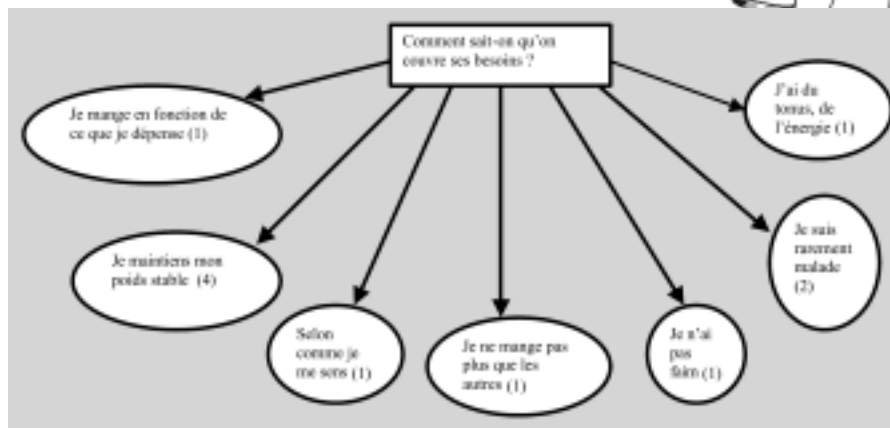 Comment sait-on qu'on
couvre ses besoins ?
Je mange en fonction de
ce que je dépense (1)
J'ai du
tonus, de
l'énergie (1)
Je maintiens mon
poids stable (4)
Je suis
rarement
malade
(2)
Selon
comme je
me sens (1)
Je ne mange pas
plus que les
autres (1)
Je n'ai
pas
faim (1)